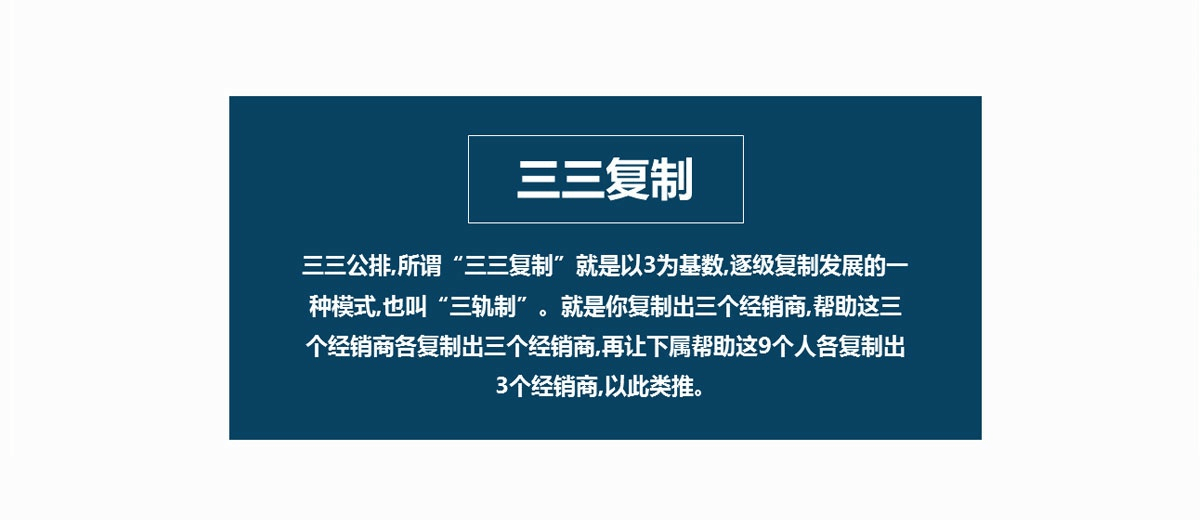 三三复制
三三公排,所谓“三三复制”就是以3为基数,逐级复制发展的一
种模式,也叫“三轨制”。就是你复制出三个经销商,帮助这三
个经销商各复制出三个经销商,再让下属帮助这9个人各复制出
3个经销商,以此类推。